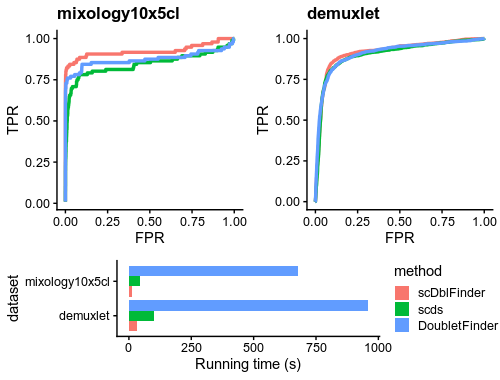 mixology10x5cl
demuxlet
1.00
0.75
0.50
0.25
0.00
TPR
0.00 0.25 0.50 0.75 1.00
FPR
1.00
0.75
0.50
0.25
0.00
TPR
0.00 0.25 0.50 0.75 1.00
FPR
dataset
mixology10x5cl
demuxlet
0 250 500 750 1000
Running time (s)
method
scDblFinder
scds
DoubletFinder